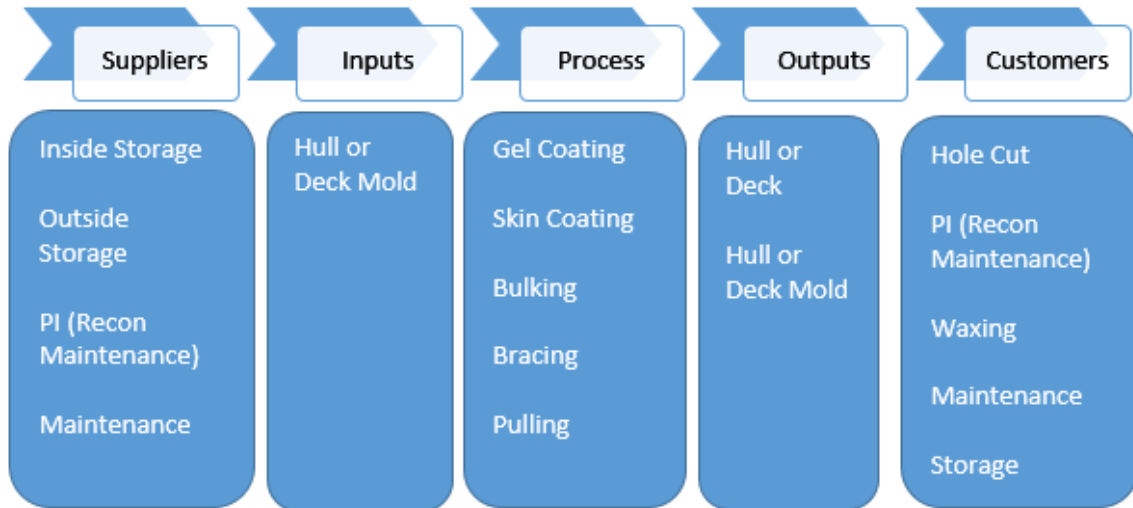 Suppliers
Inputs
Process
Outputs
Customers
Inside Storage
Outside
Storage
PI (Recon
Maintenance)
Maintenance
Hull or
Deck Mold
Gel Coating
Skin Coating
Bulking
Bracing
Pulling
Hull or
Deck
Hull or
Deck Mold
Hole Cut
PI (Recon
Maintenance)
Waxing
Maintenance
Storage